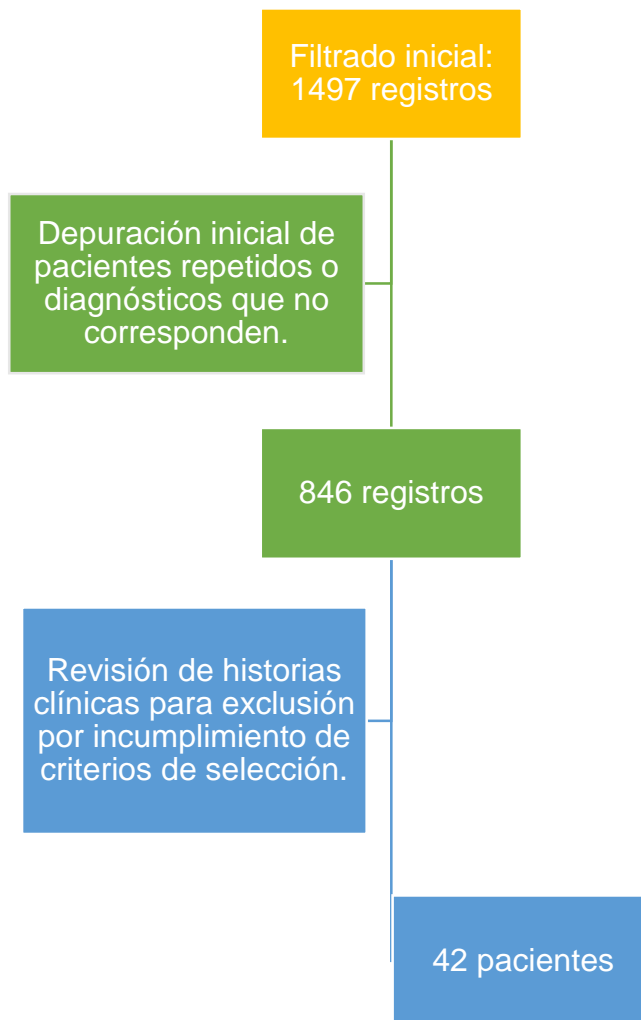 Filtrado inicial:
1497 registros
Depuración inicial de
pacientes repetidos o
diagnósticos que no
corresponden.
846 registros
Revisión de historias
clínicas para exclusión
por incumplimiento de
criterios de selección.
42 pacientes